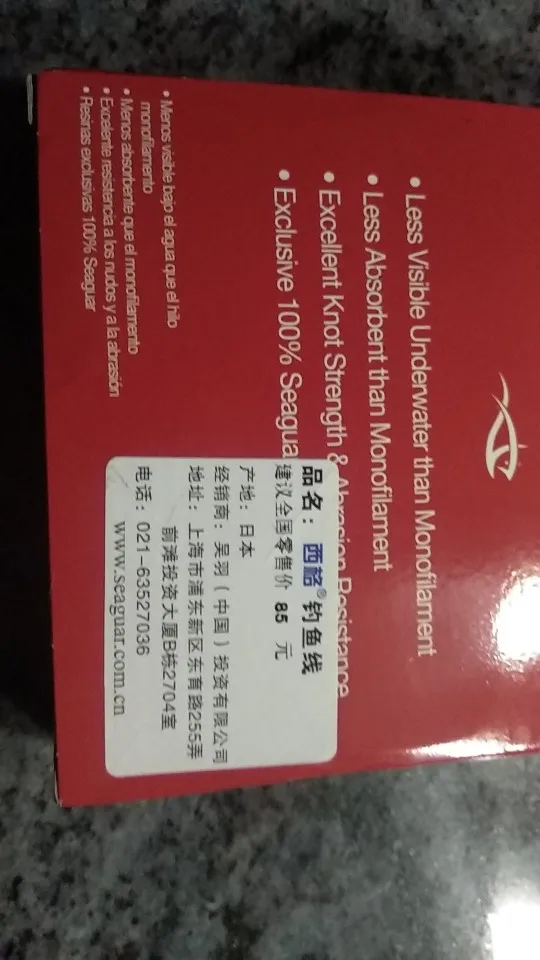 • Less Visible Underwater than Monofilament
• Less Absorbent than Monofilament
• Excellent Knot Strength & Abrasion Resistance
• Exclusive 100% Seagua
• Menos visible bajo el agua que el hilo
monofilamento
• Menos absorbente que el monofilamento
• Excelente resistencia a los nudos y a la abrasión
• Resinas exclusivas 100% Seaguar
品名：西格®钓鱼线
建议全国零售价 85 元
产地：日本
经销商：吴羽（中国）投资有限公司
地址：上海市浦东新区东育路255弄
前滩投资大厦B栋2704室
电话：021-63527036
www.seaguar.com.cn